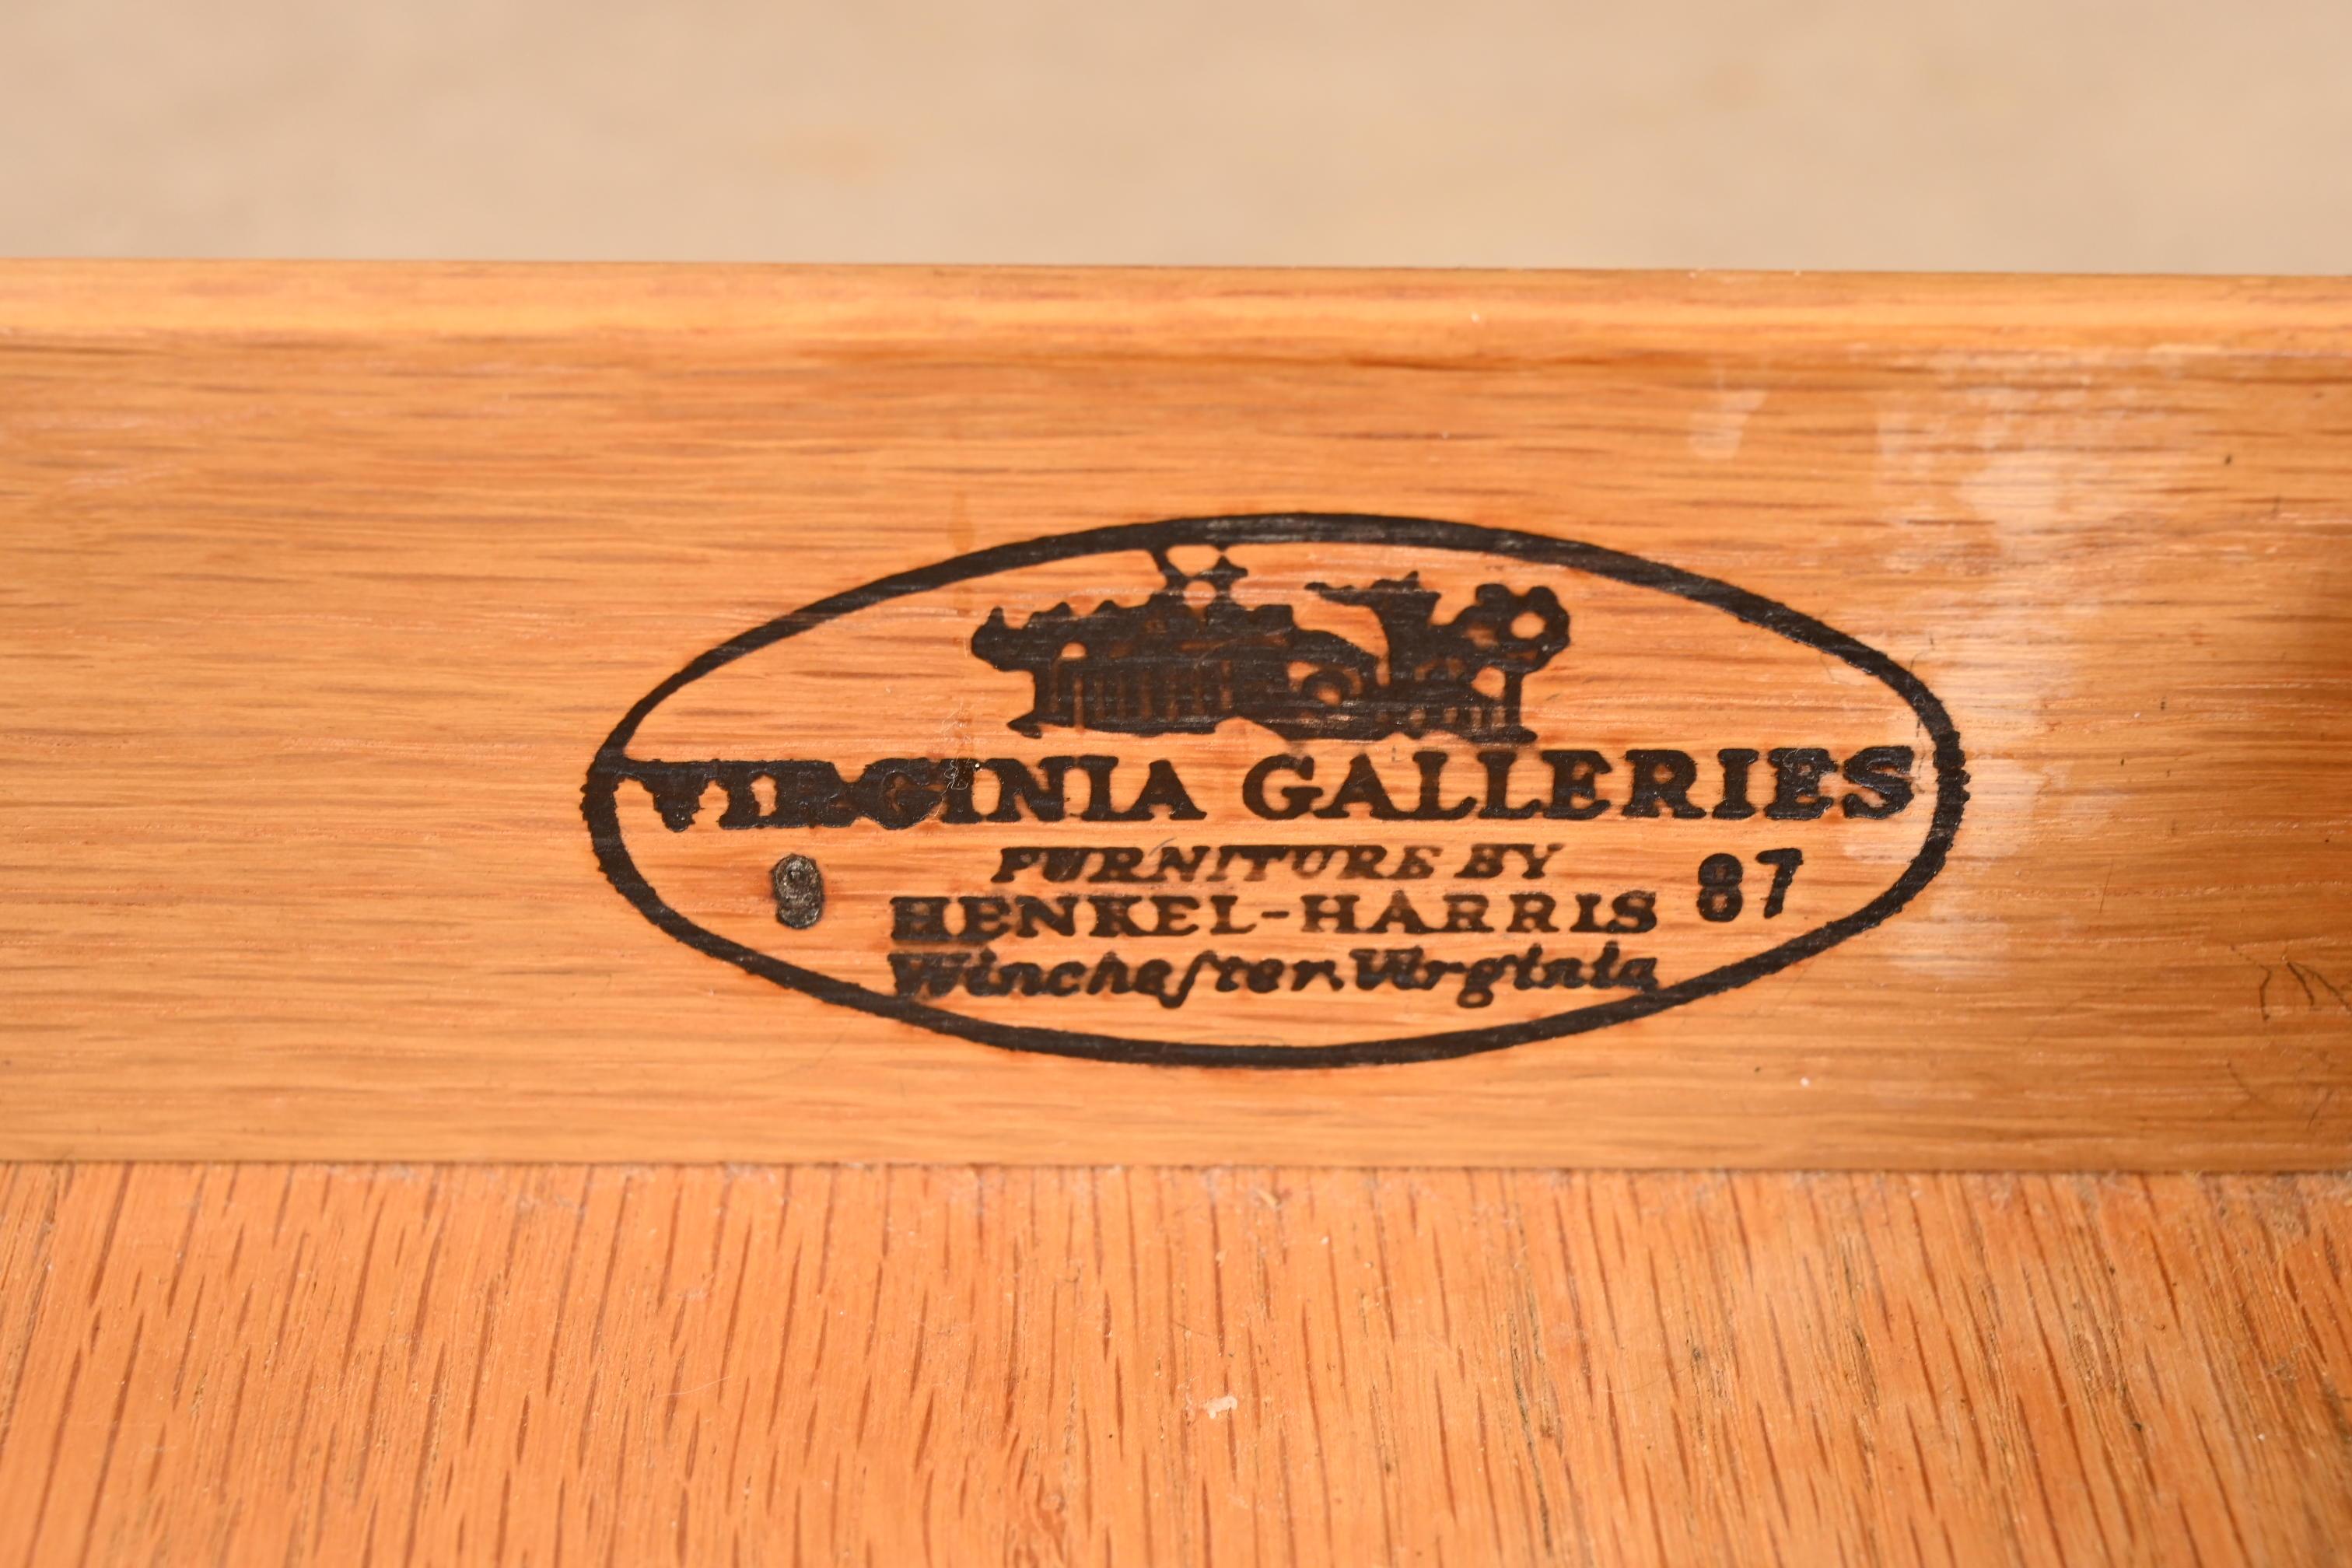 VIRGINIA GALLERIES
FURNITURE BY
9 HENKEL-HARRIS 87
Winchester, Virginia